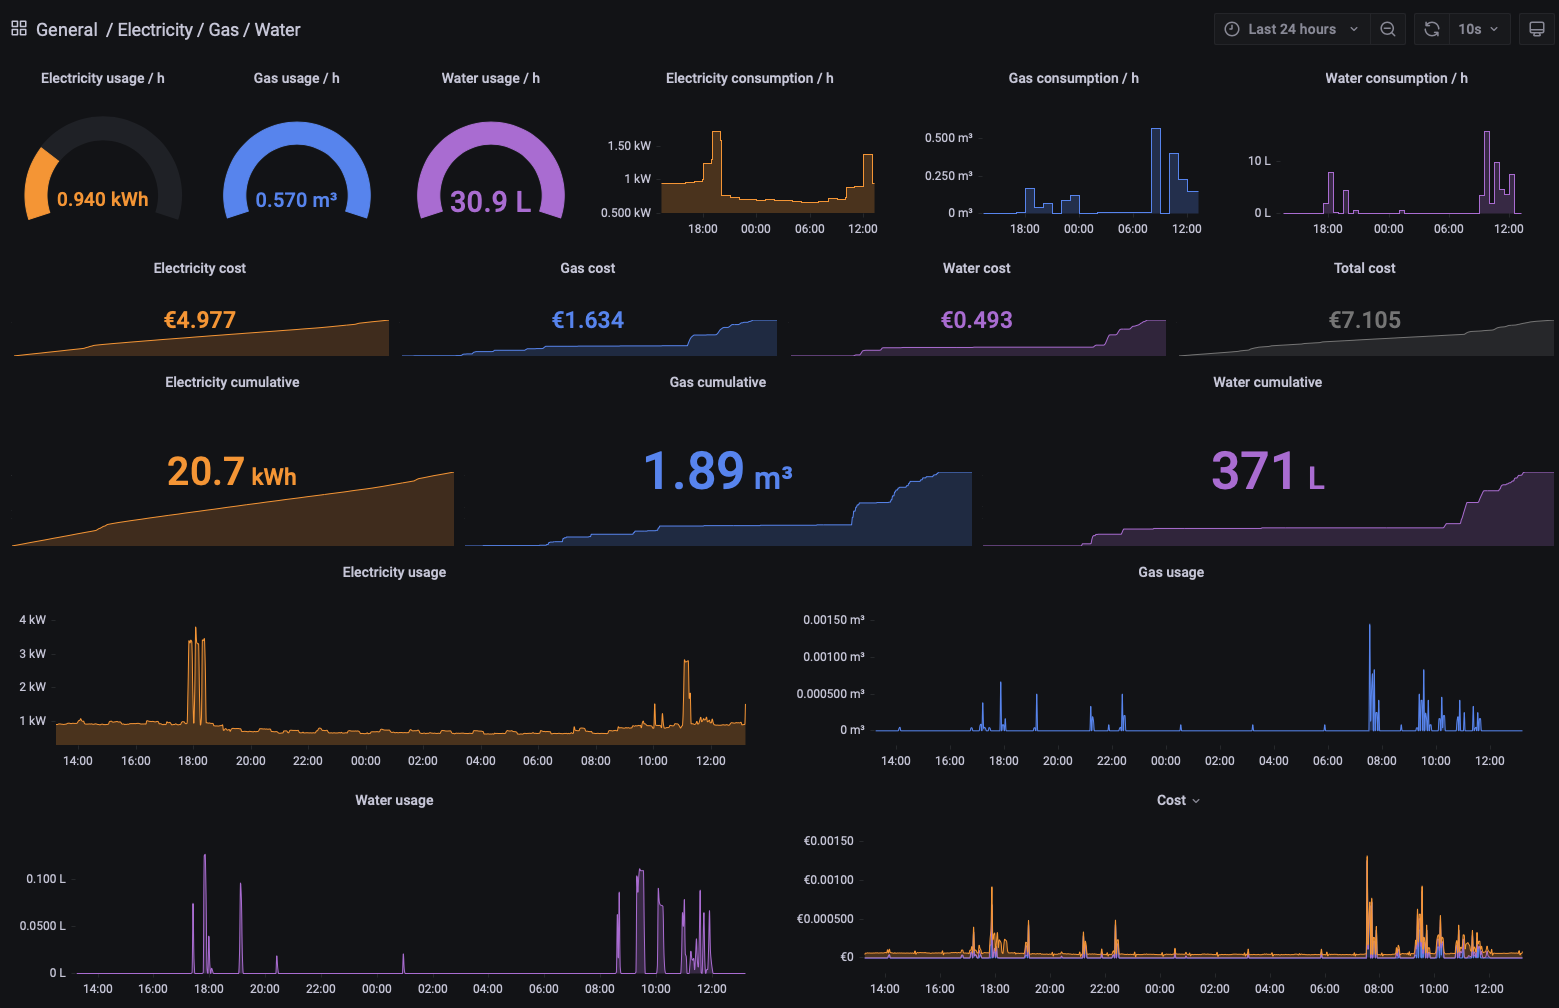 General / Electricity / Gas / Water
Last 24 hours
10s
Electricity usage / h
Gas usage / h
Water usage / h
Electricity consumption / h
Gas consumption / h
Water consumption / h
0.940 kWh
0.570 m³
30.9 L
1.50 kW
1 kW
0.500 kW
18:00 00:00 06:00 12:00
0.500 m³
0.250 m³
0 m³
18:00 00:00 06:00 12:00
10 L
0 L
18:00 00:00 06:00 12:00
Electricity cost
€4.977
Gas cost
€1.634
Water cost
€0.493
Total cost
€7.105
Electricity cumulative
20.7 kWh
Gas cumulative
1.89 m³
Water cumulative
371 L
Electricity usage
4 kW
3 kW
2 kW
1 kW
14:00 16:00 18:00 20:00 22:00 00:00 02:00 04:00 06:00 08:00 10:00 12:00
Gas usage
0.00150 m³
0.00100 m³
0.000500 m³
0 m³
14:00 16:00 18:00 20:00 22:00 00:00 02:00 04:00 06:00 08:00 10:00 12:00
Water usage
0.100 L
0.0500 L
0 L
14:00 16:00 18:00 20:00 22:00 00:00 02:00 04:00 06:00 08:00 10:00 12:00
Cost
€0.00150
€0.00100
€0.000500
€0
14:00 16:00 18:00 20:00 22:00 00:00 02:00 04:00 06:00 08:00 10:00 12:00